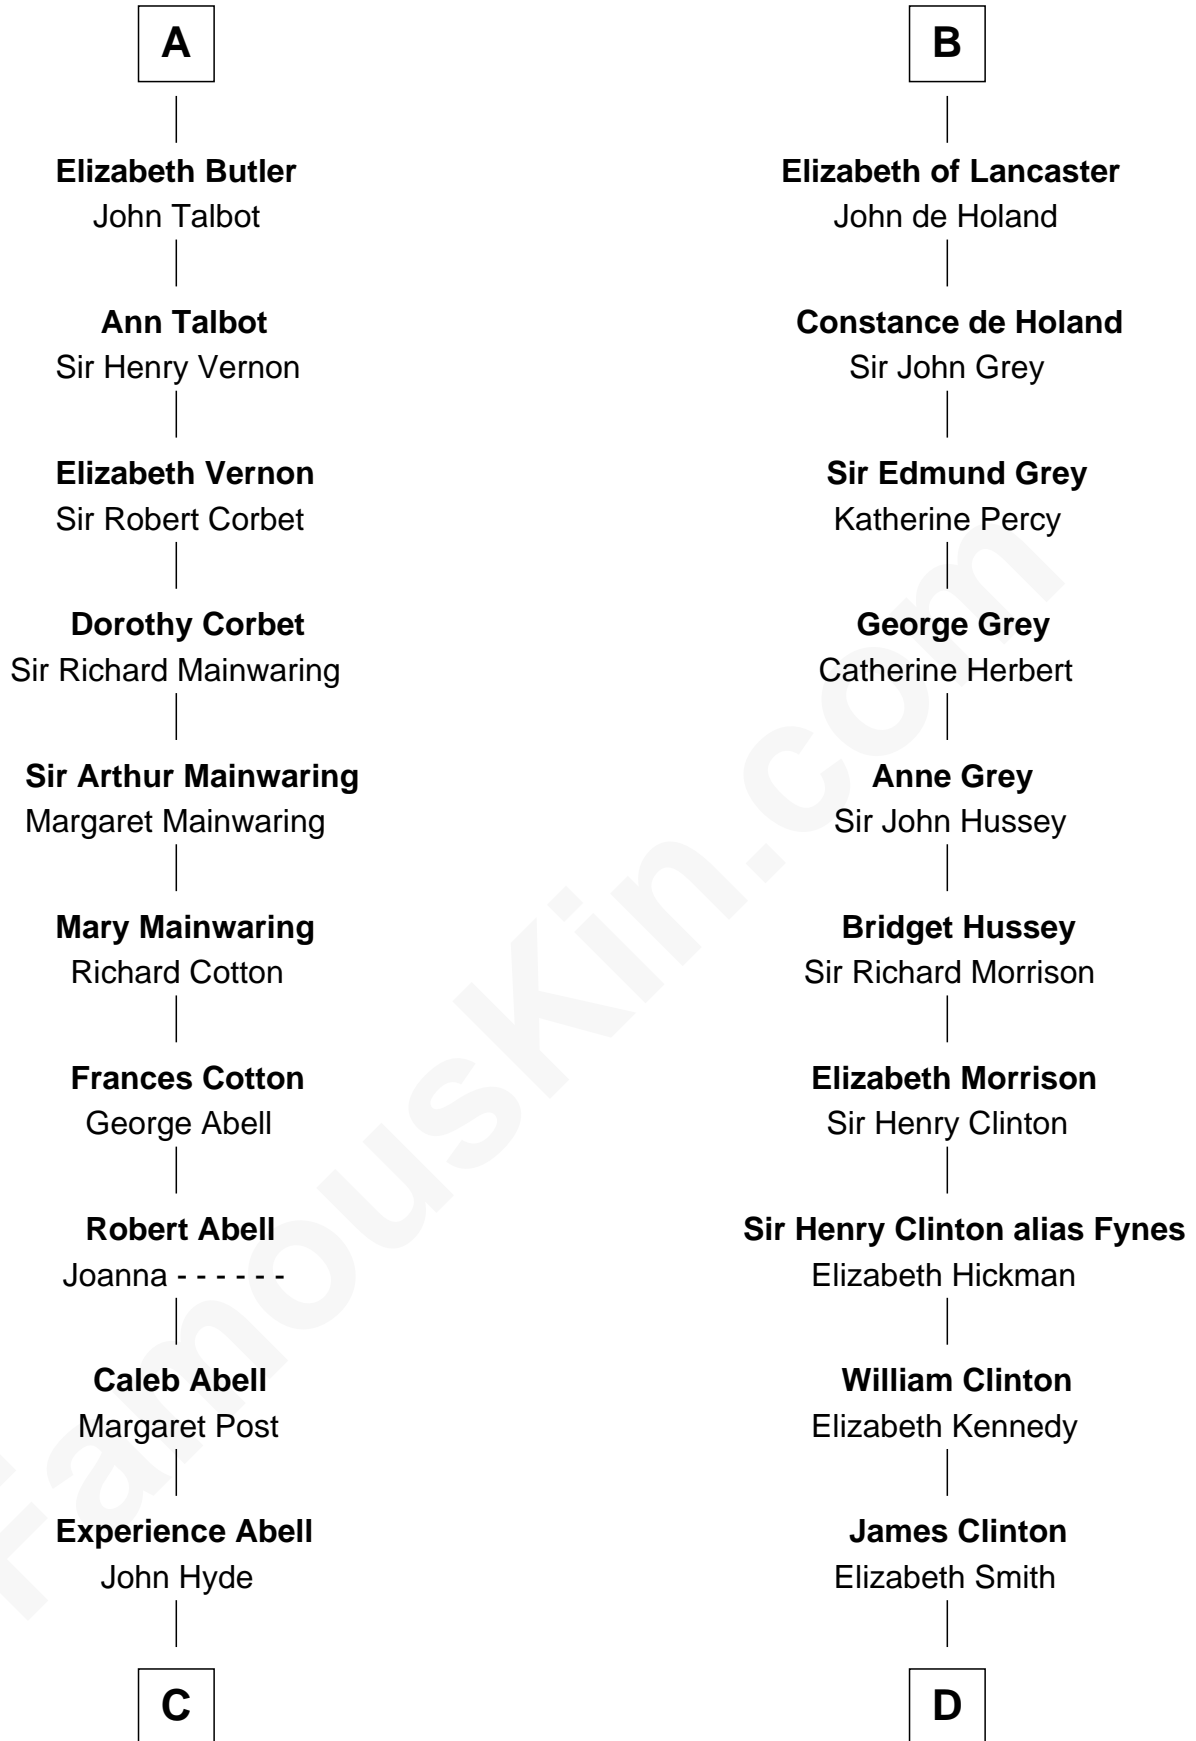 A
Elizabeth Butler
John Talbot
Ann Talbot
Sir Henry Vernon
Elizabeth Vernon
Sir Robert Corbet
Dorothy Corbet
Sir Richard Mainwaring
Sir Arthur Mainwaring
Margaret Mainwaring
Mary Mainwaring
Richard Cotton
Frances Cotton
George Abell
Robert Abell
Joanna - - - - - -
Caleb Abell
Margaret Post
Experience Abell
John Hyde
C
B
Elizabeth of Lancaster
John de Holand
Constance de Holand
Sir John Grey
Sir Edmund Grey
Katherine Percy
George Grey
Catherine Herbert
Anne Grey
Sir John Hussey
Bridget Hussey
Sir Richard Morrison
Elizabeth Morrison
Sir Henry Clinton
Sir Henry Clinton alias Fynes
Elizabeth Hickman
William Clinton
Elizabeth Kennedy
James Clinton
Elizabeth Smith
D
FamousKin.com